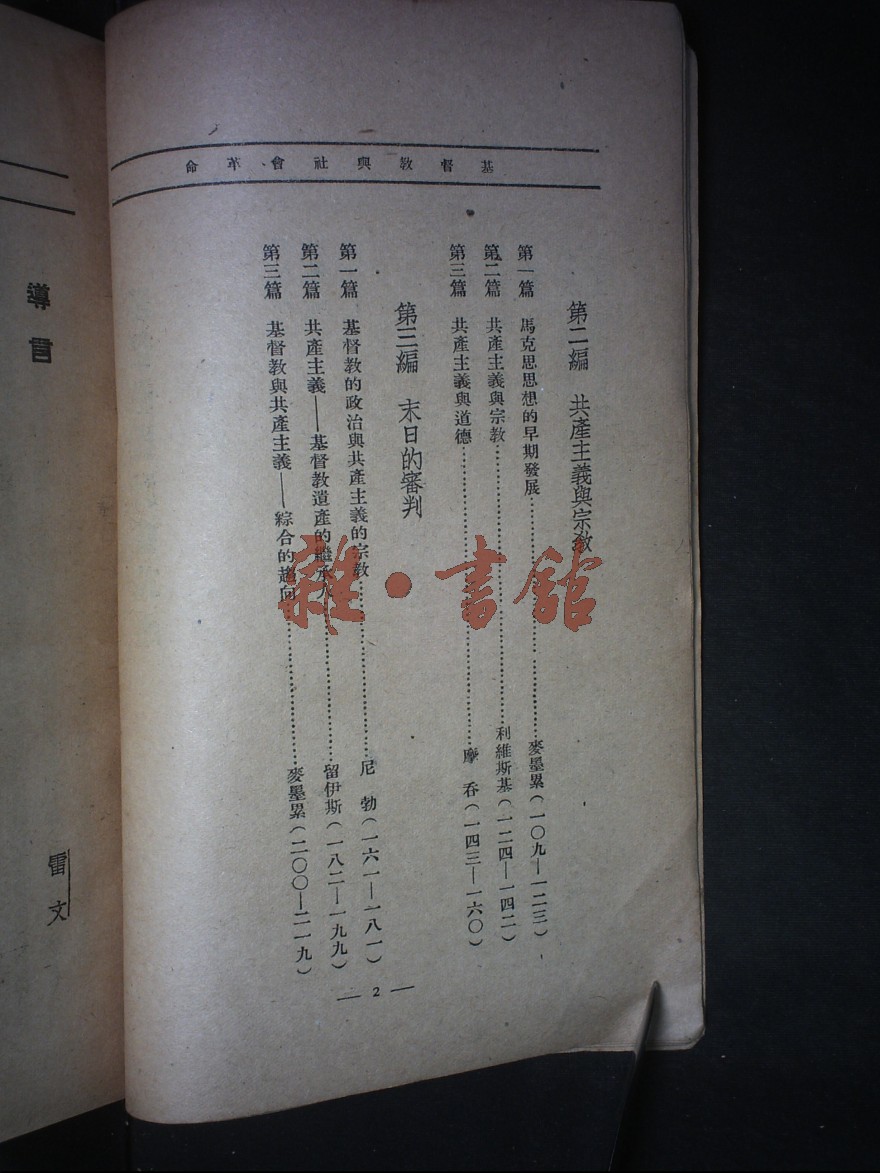 基督教與社會革命
第二編 共產主義與宗教
第一篇 馬克思思想的早期發展……麥墨累(一〇九—一二三)
第二篇 共產主義與宗教……利維斯基(一二四—一四二)
第三篇 共產主義與道德……摩 吞(一四三—一六〇)
第三編 末日的審判
第一篇 基督教的政治與共產主義的宗教……尼 勃(一六一—一八一)
第二篇 共產主義——基督教遺產的繼承人……留伊斯(一八二—一九九)
第三篇 基督教與共產主義——綜合的趨向……麥墨累(二〇〇—二一九)
— 2 —
導言
雷文
雜·書館